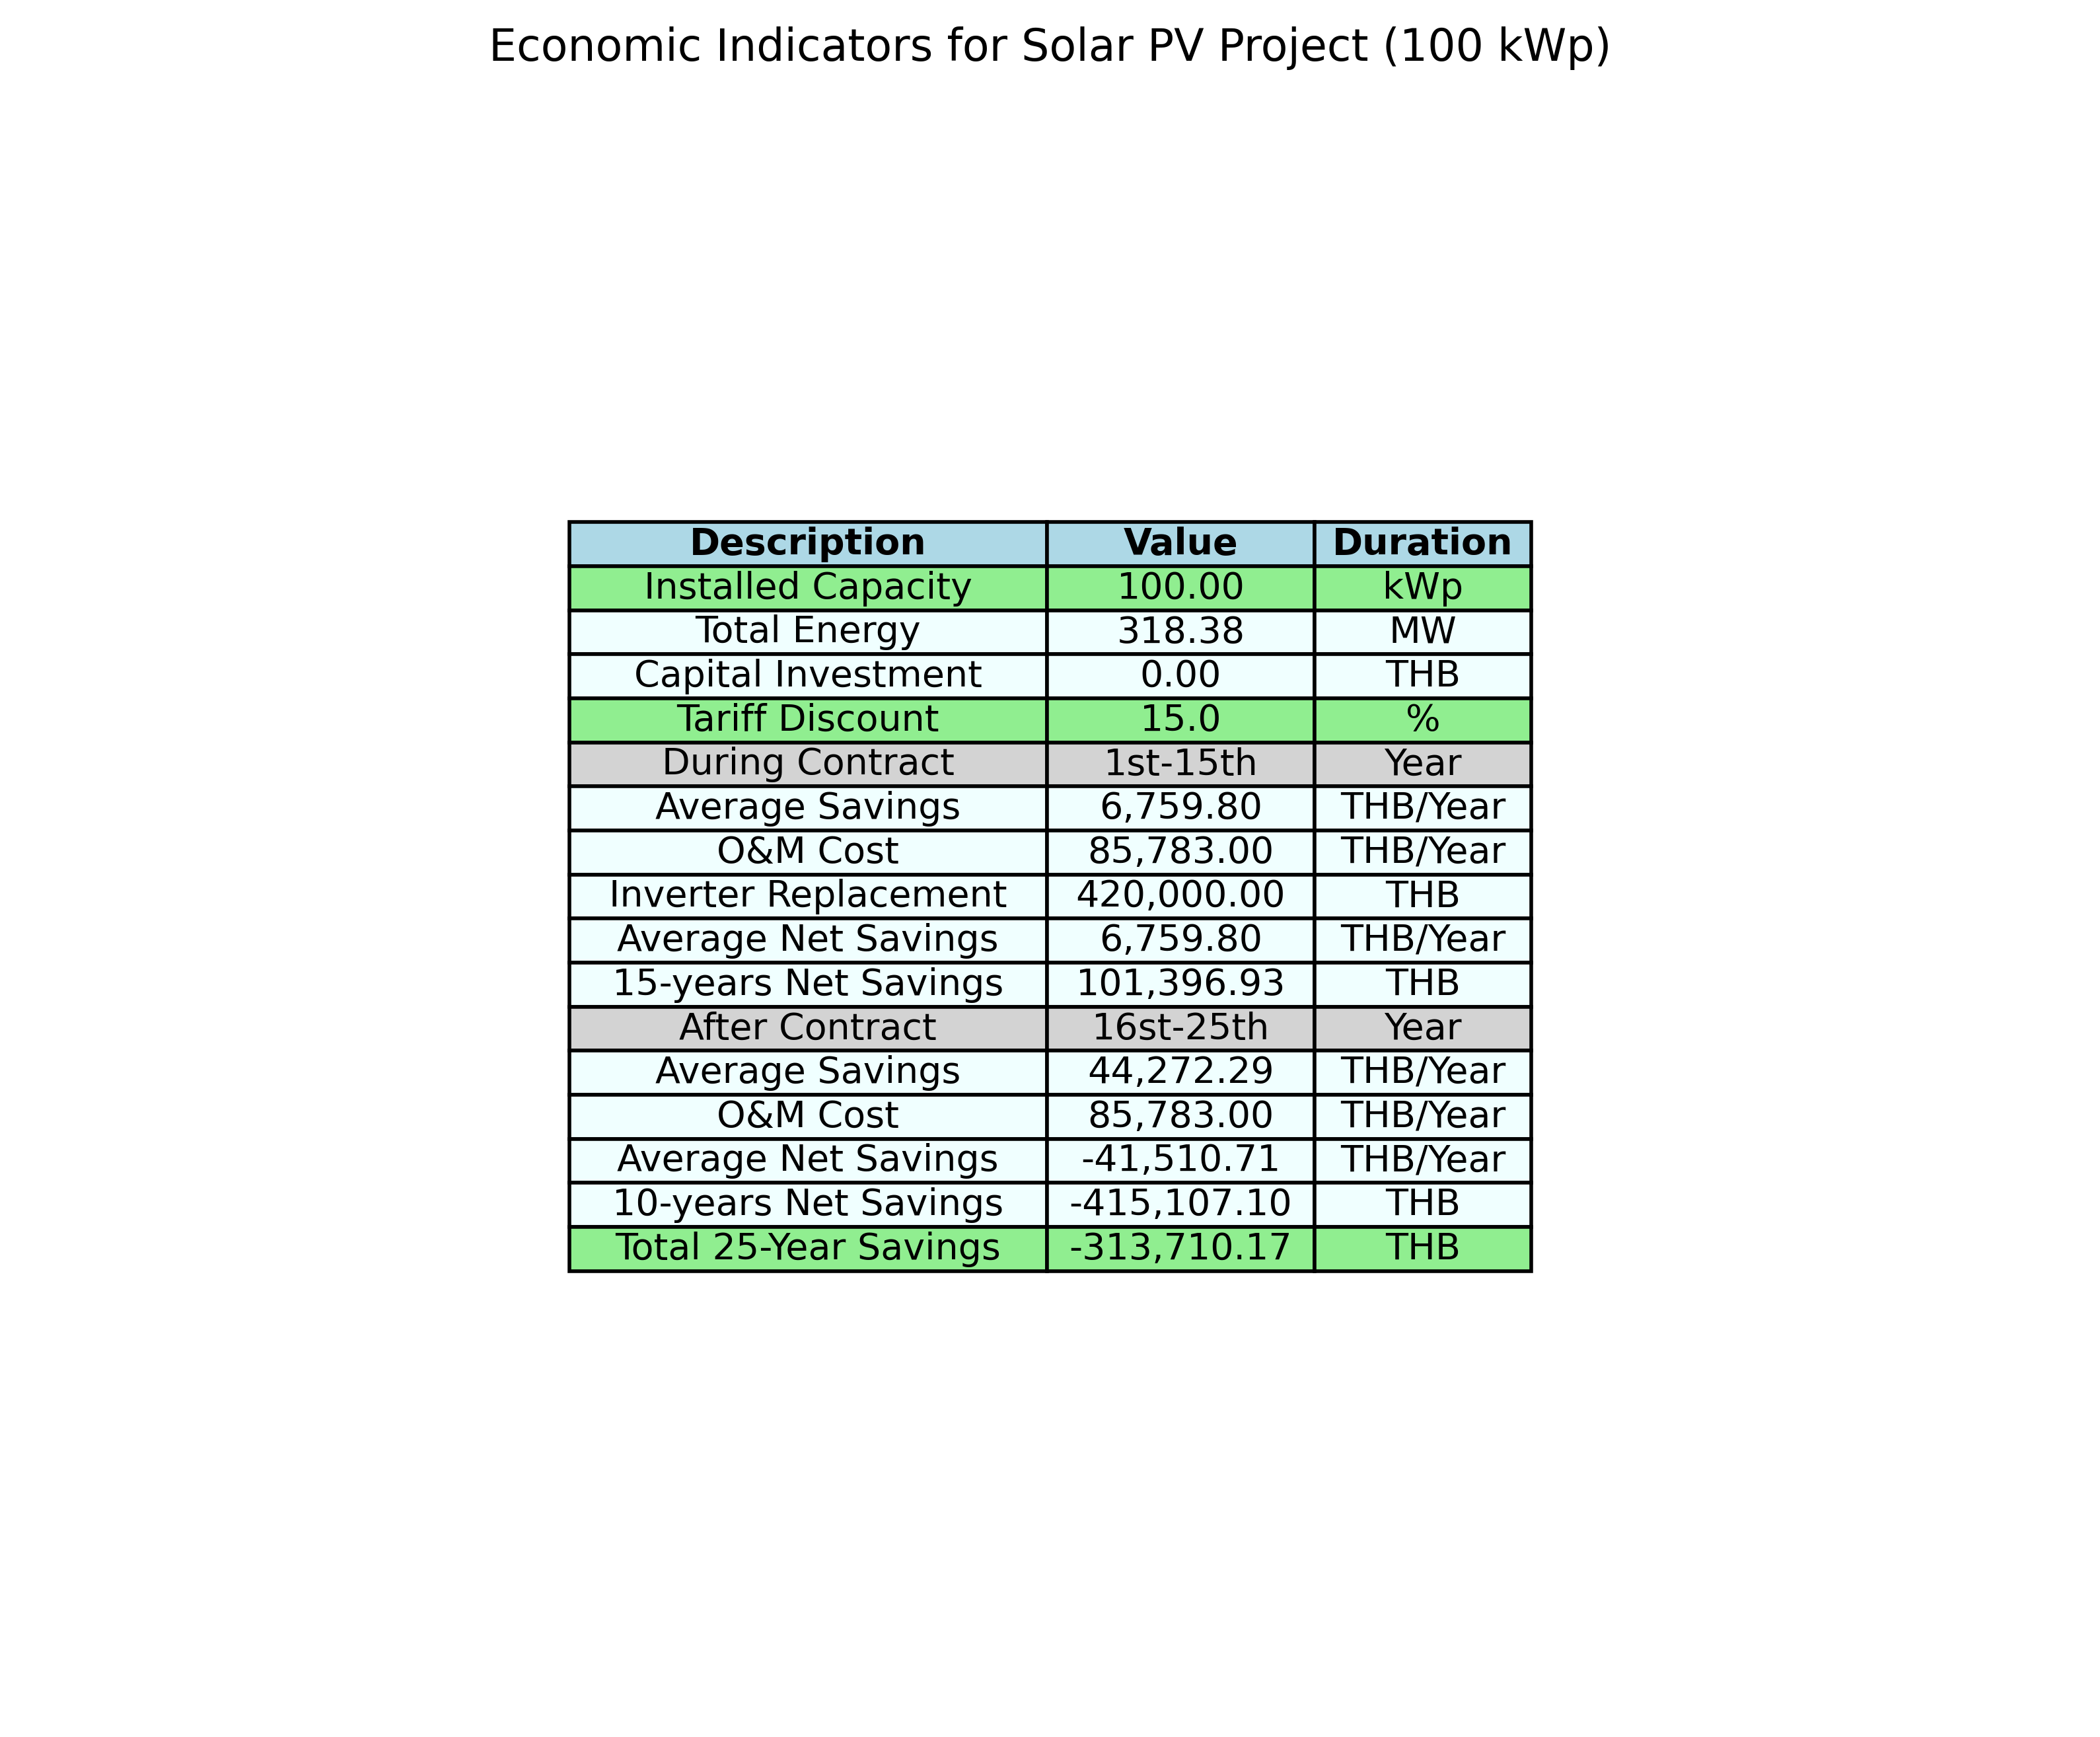 Economic Indicators for Solar PV Project (100 kWp)
Description Value Duration
Installed Capacity 100.00 kWp
Total Energy 318.38 MW
Capital Investment 0.00 THB
Tariff Discount 15.0 %
During Contract 1st-15th Year
Average Savings 6,759.80 THB/Year
O&M Cost 85,783.00 THB/Year
Inverter Replacement 420,000.00 THB
Average Net Savings 6,759.80 THB/Year
15-years Net Savings 101,396.93 THB
After Contract 16st-25th Year
Average Savings 44,272.29 THB/Year
O&M Cost 85,783.00 THB/Year
Average Net Savings -41,510.71 THB/Year
10-years Net Savings -415,107.10 THB
Total 25-Year Savings -313,710.17 THB